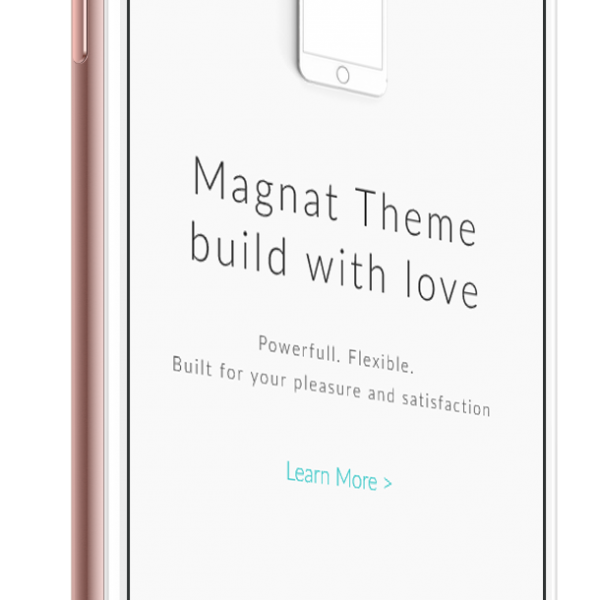 Magnat Theme
build with love
Powerfull. Flexible.
Built for your pleasure and satisfaction
Learn More >